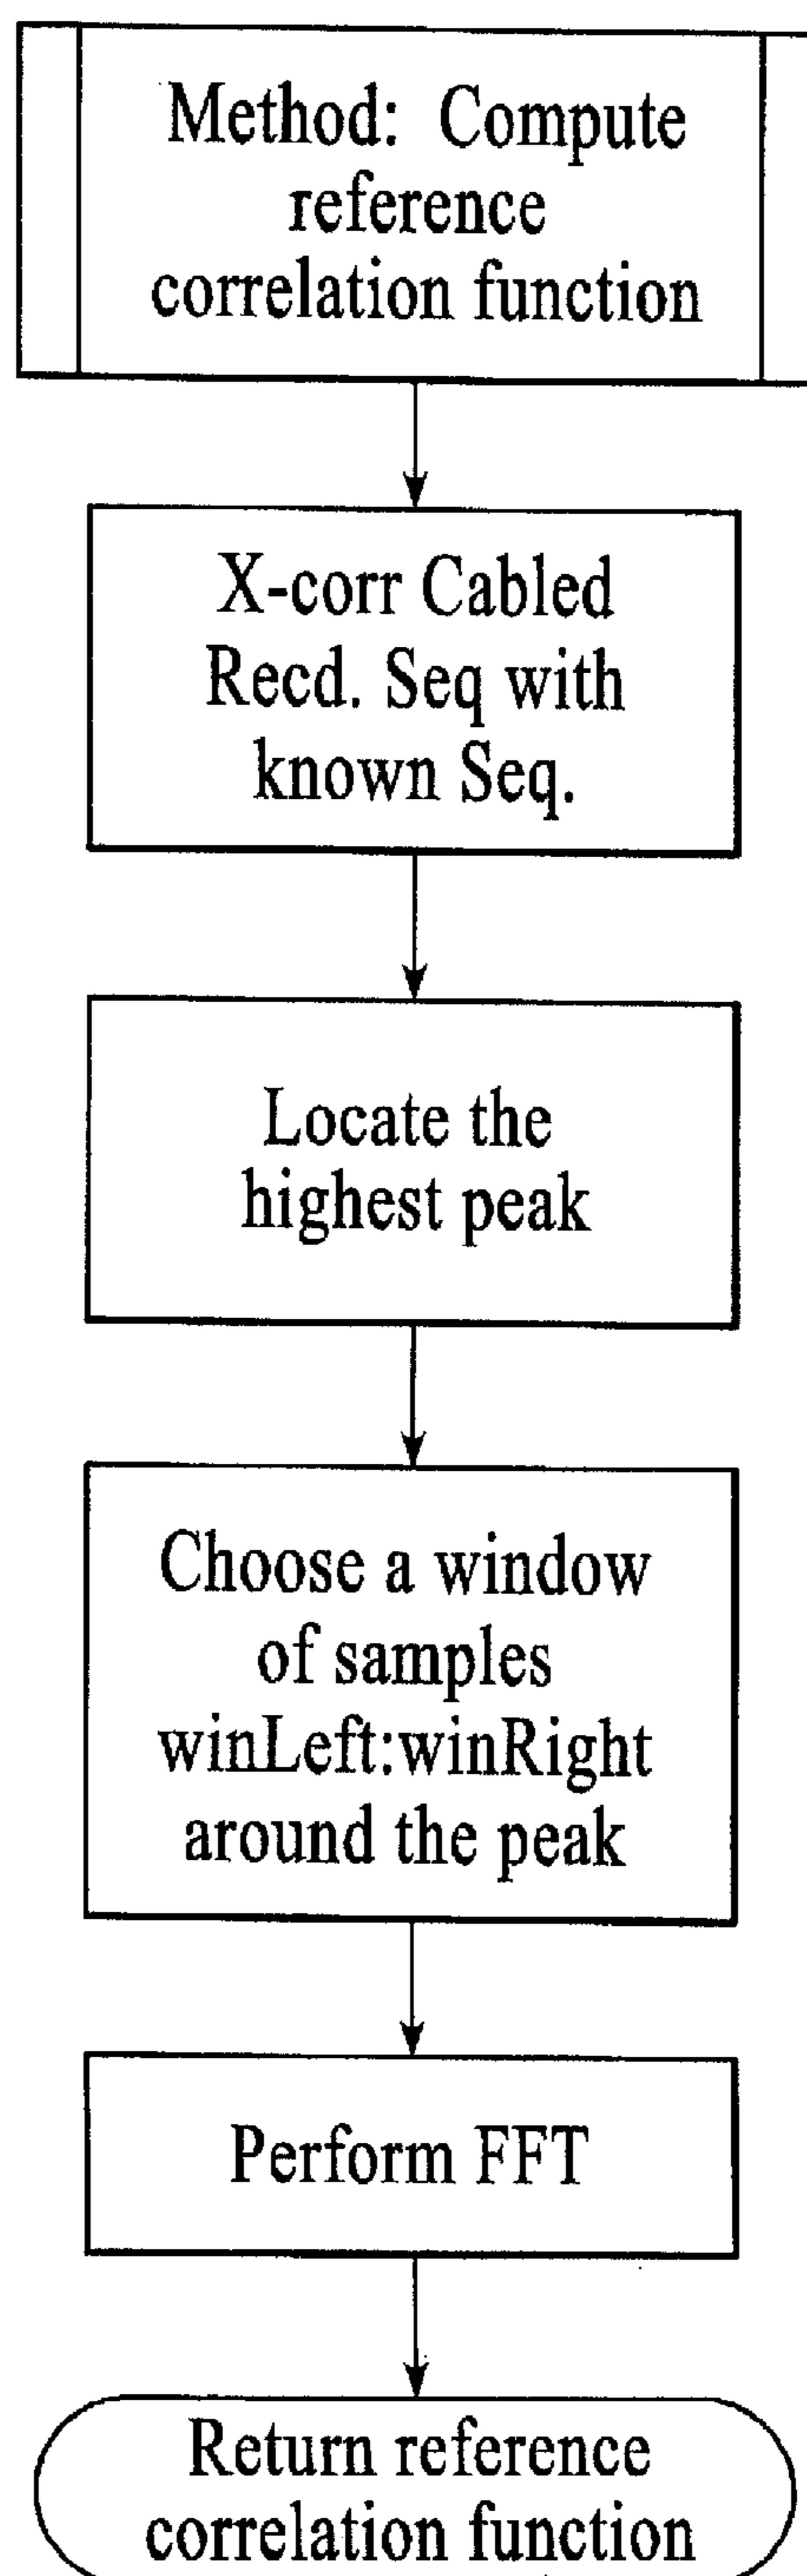 Method: Compute
reference
correlation function
X-corr Cabled
Recd. Seq with
known Seq.
Locate the
highest peak
Choose a window
of samples
winLeft:winRight
around the peak
Perform FFT
Return reference
correlation function